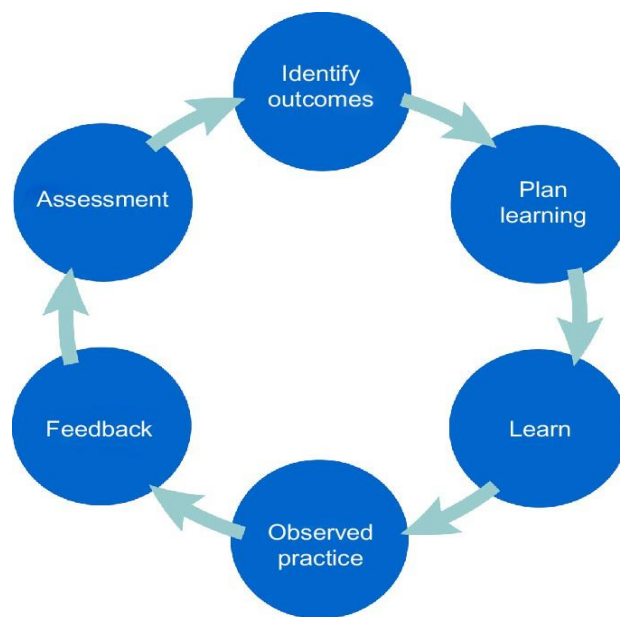 Identify
outcomes
Plan
learning
Learn
Observed
practice
Feedback
Assessment